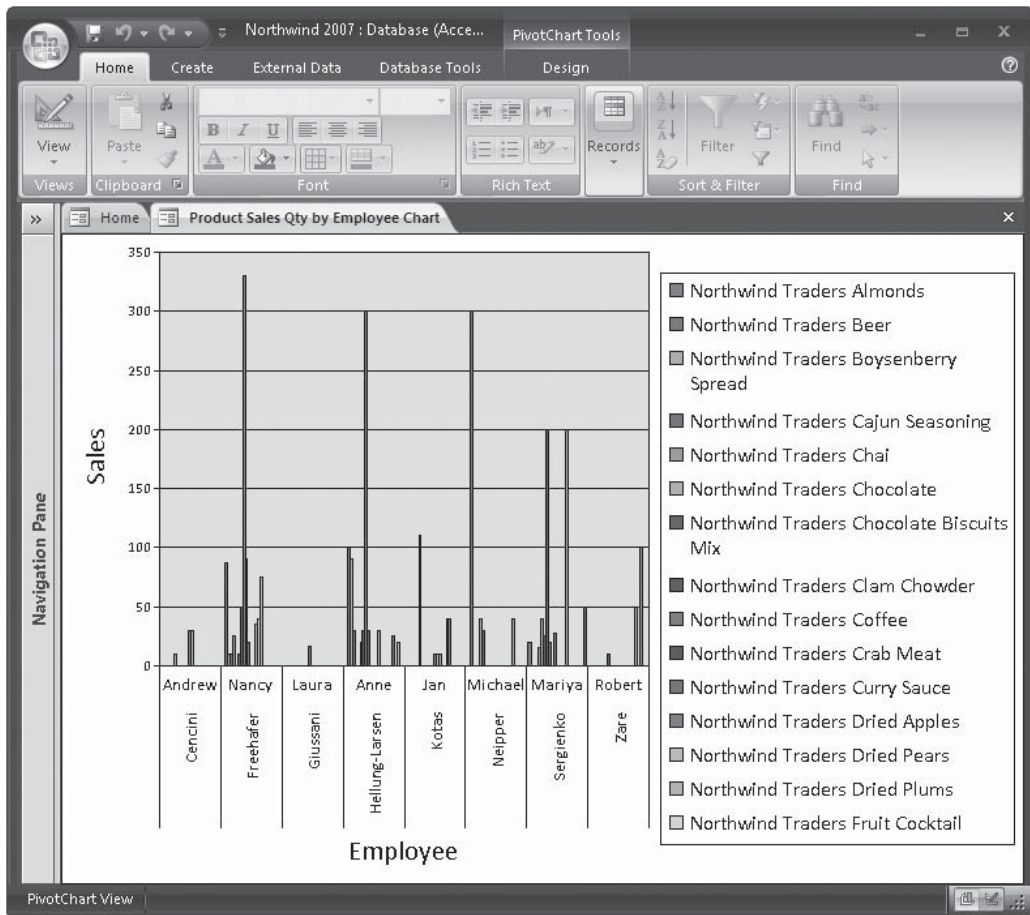 Northwind 2007 : Database (Acce...
PivotChart Tools
Home
Create
External Data
Database Tools
Design
View
Paste
B I U
A
Records
Filter
Find
Views
Clipboard
Font
Rich Text
Sort & Filter
Find
Home
Product Sales Qty by Employee Chart
Navigation Pane
Sales
350
300
250
200
150
100
50
0
Andrew
Nancy
Laura
Anne
Jan
Michael
Mariya
Robert
Cencini
Freehafer
Giussani
Hellung-Larsen
Kotas
Neipper
Sergienko
Zare
Employee
Northwind Traders Almonds
Northwind Traders Beer
Northwind Traders Boysenberry
Spread
Northwind Traders Cajun Seasoning
Northwind Traders Chai
Northwind Traders Chocolate
Northwind Traders Chocolate Biscuits
Mix
Northwind Traders Clam Chowder
Northwind Traders Coffee
Northwind Traders Crab Meat
Northwind Traders Curry Sauce
Northwind Traders Dried Apples
Northwind Traders Dried Pears
Northwind Traders Dried Plums
Northwind Traders Fruit Cocktail
PivotChart View